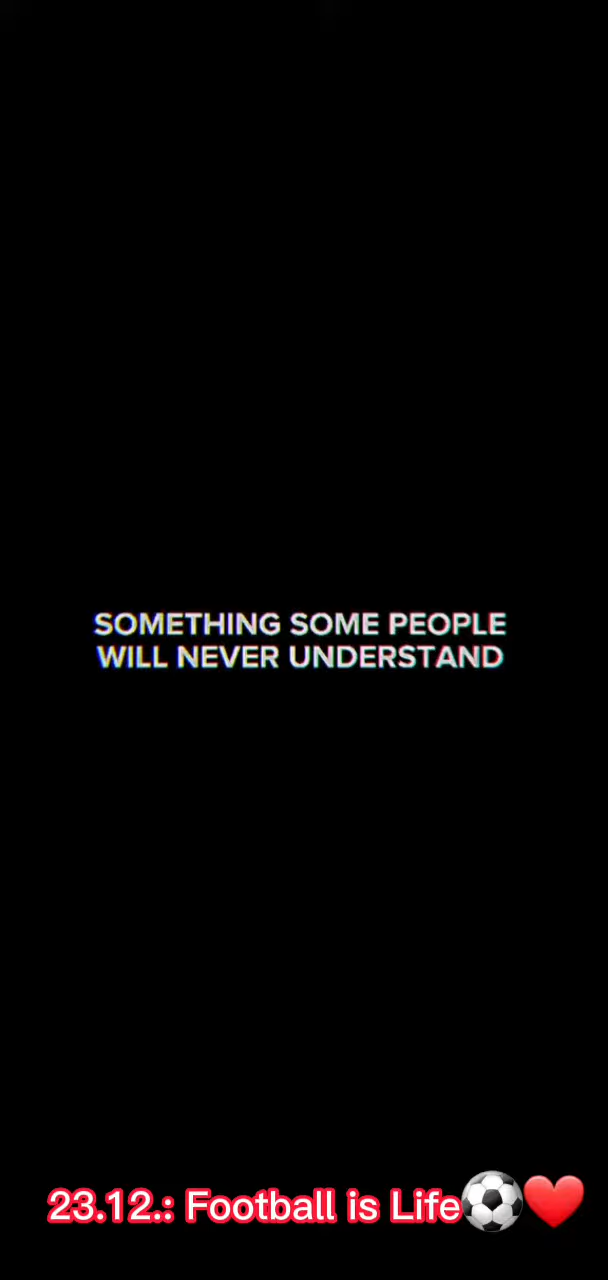 SOMETHING SOME PEOPLE
WILL NEVER UNDERSTAND
23.12.: Football is Life⚽❤️